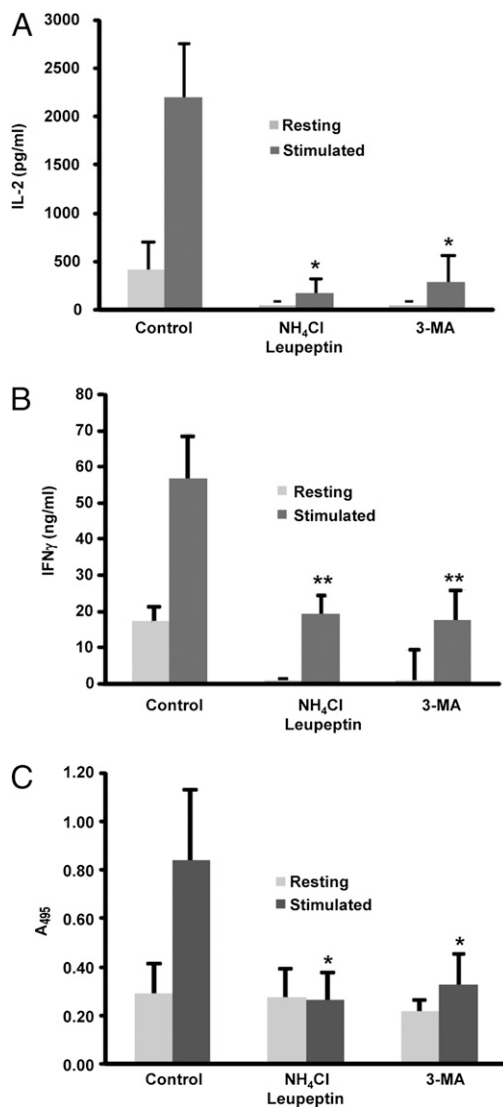 A
3000
2500
2000
1500
1000
500
0
IL-2 (pg/ml)
Resting
Stimulated
*
*
Control
NH₄Cl
Leupeptin
3-MA
B
80
70
60
50
40
30
20
10
0
IFNγ (ng/ml)
Resting
Stimulated
**
**
Control
NH₄Cl
Leupeptin
3-MA
C
1.20
1.00
0.80
0.60
0.40
0.20
0.00
A₄₉₅
Resting
Stimulated
*
*
Control
NH₄Cl
Leupeptin
3-MA